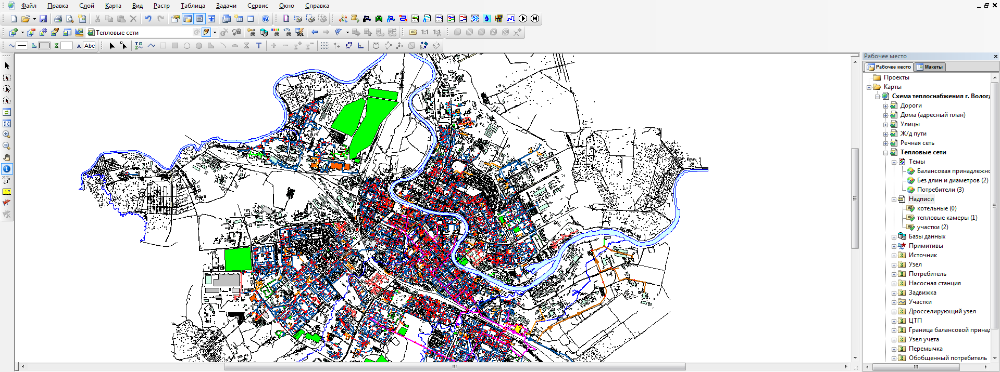 Файл Правка Слой Карта Вид Растр Таблица Задачи Сервис Окно Справка
Тепловые сети
SQL
1:1 1:1
A Abc
T
Рабочее место
Рабочее место Макеты
Проекты
Карты
Схема теплоснабжения г. Волог
Дороги
Дома (адресный план)
Улицы
Ж/д пути
Речная сеть
Тепловые сети
Темы
Балансовая принадлежно
Без длин и диаметров (2)
Потребители (3)
Надписи
котельные (0)
тепловые камеры (1)
участки (2)
Базы данных
Примитивы
Источник
Узел
Потребитель
Насосная станция
Задвижка
Участки
Дросселирующий узел
ЦТП
Граница балансовой принад
Узел учета
Перемычка
Обобщенный потребитель